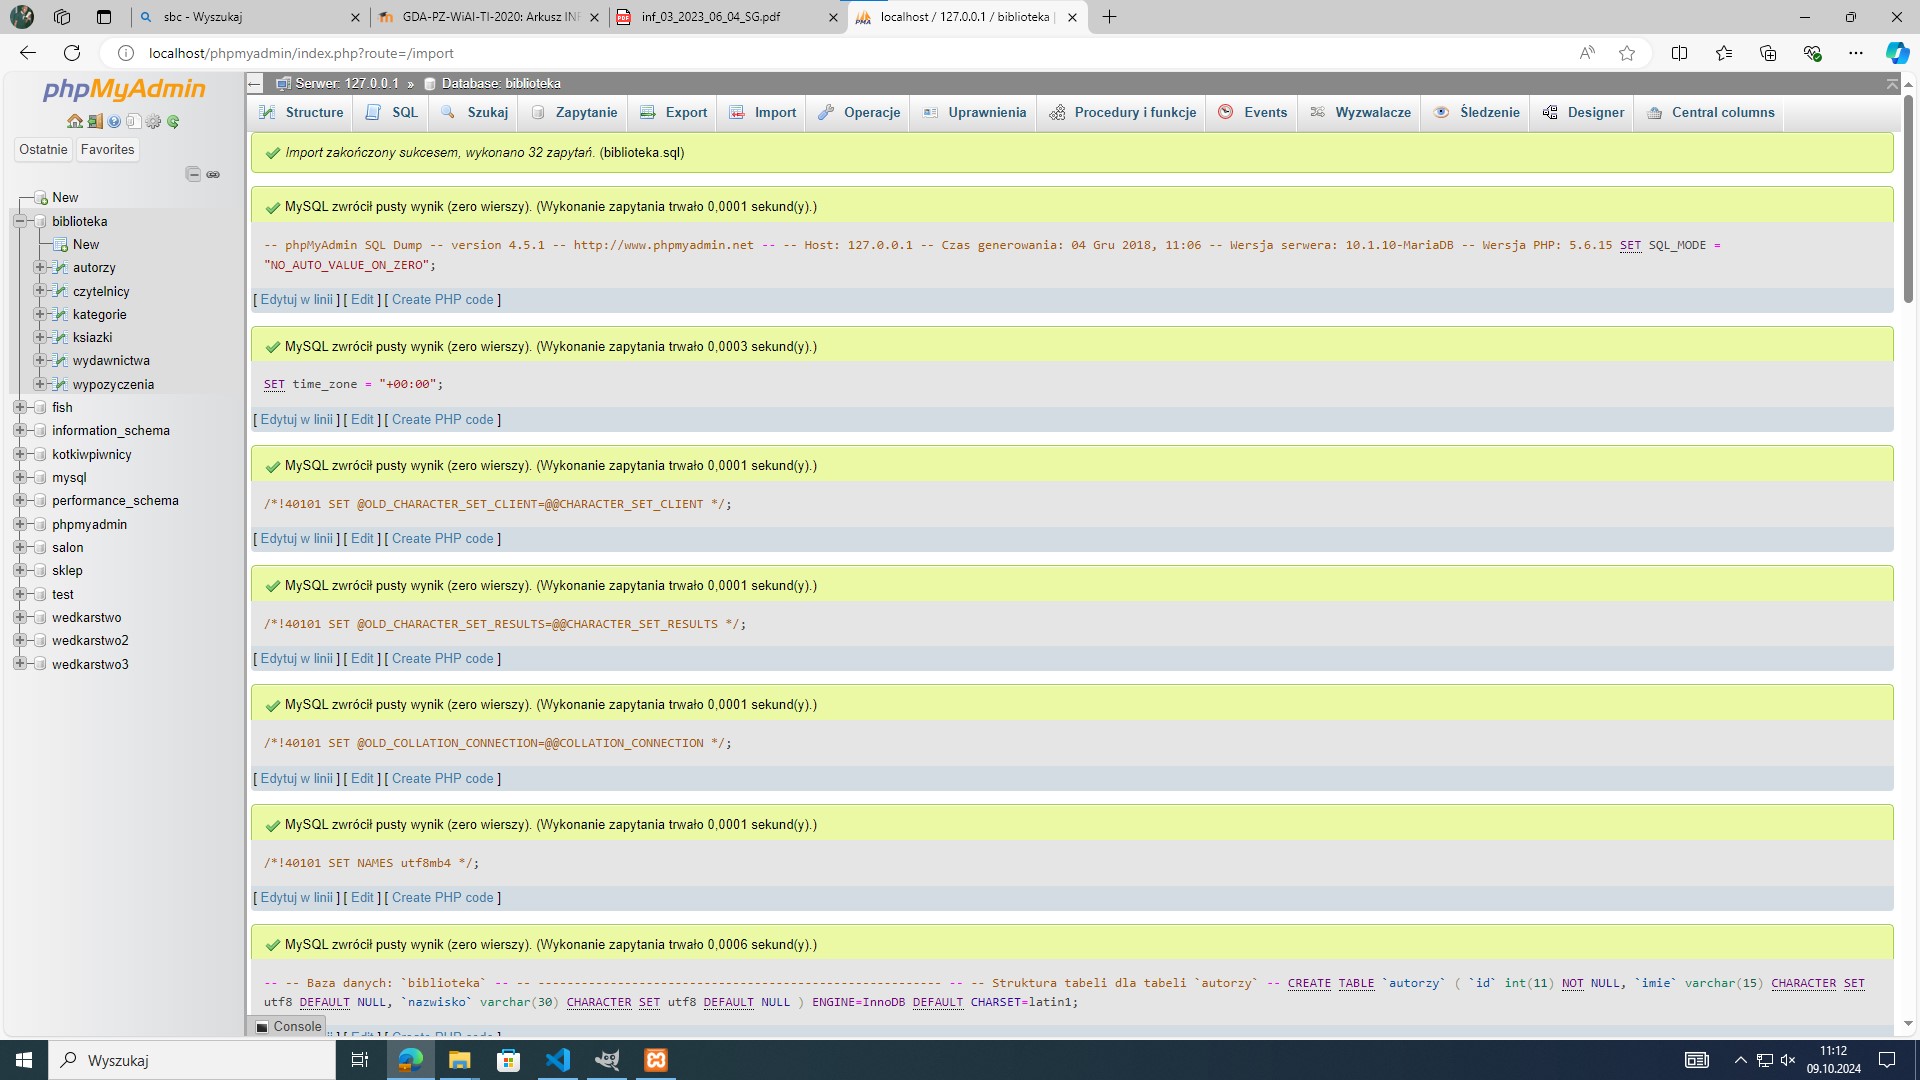 sbc - Wyszukaj
GDA-PZ-WiAI-TI-2020: Arkusz INF
inf_03_2023_06_04_SG.pdf
localhost / 127.0.0.1 / biblioteka |
localhost/phpmyadmin/index.php?route=/import
phpMyAdmin
Ostatnie Favorites
New
biblioteka
New
autorzy
czytelnicy
kategorie
ksiazki
wydawnictwa
wypozyczenia
fish
information_schema
kotkiwpiwnicy
mysql
performance_schema
phpmyadmin
salon
sklep
test
wedkarstwo
wedkarstwo2
wedkarstwo3
Serwer: 127.0.0.1 » Database: biblioteka
Structure SQL Szukaj Zapytanie Export Import Operacje Uprawnienia Procedury i funkcje Events Wyzwalacze Śledzenie Designer Central columns
Import zakończony sukcesem, wykonano 32 zapytań. (biblioteka.sql)
MySQL zwrócił pusty wynik (zero wierszy). (Wykonanie zapytania trwało 0,0001 sekund(y).)
-- phpMyAdmin SQL Dump -- version 4.5.1 -- http://www.phpmyadmin.net -- -- Host: 127.0.0.1 -- Czas generowania: 04 Gru 2018, 11:06 -- Wersja serwera: 10.1.10-MariaDB -- Wersja PHP: 5.6.15 SET SQL_MODE =
"NO_AUTO_VALUE_ON_ZERO";
[ Edytuj w linii ] [ Edit ] [ Create PHP code ]
MySQL zwrócił pusty wynik (zero wierszy). (Wykonanie zapytania trwało 0,0003 sekund(y).)
SET time_zone = "+00:00";
[ Edytuj w linii ] [ Edit ] [ Create PHP code ]
MySQL zwrócił pusty wynik (zero wierszy). (Wykonanie zapytania trwało 0,0001 sekund(y).)
/*!40101 SET @OLD_CHARACTER_SET_CLIENT=@@CHARACTER_SET_CLIENT */;
[ Edytuj w linii ] [ Edit ] [ Create PHP code ]
MySQL zwrócił pusty wynik (zero wierszy). (Wykonanie zapytania trwało 0,0001 sekund(y).)
/*!40101 SET @OLD_CHARACTER_SET_RESULTS=@@CHARACTER_SET_RESULTS */;
[ Edytuj w linii ] [ Edit ] [ Create PHP code ]
MySQL zwrócił pusty wynik (zero wierszy). (Wykonanie zapytania trwało 0,0001 sekund(y).)
/*!40101 SET @OLD_COLLATION_CONNECTION=@@COLLATION_CONNECTION */;
[ Edytuj w linii ] [ Edit ] [ Create PHP code ]
MySQL zwrócił pusty wynik (zero wierszy). (Wykonanie zapytania trwało 0,0001 sekund(y).)
/*!40101 SET NAMES utf8mb4 */;
[ Edytuj w linii ] [ Edit ] [ Create PHP code ]
MySQL zwrócił pusty wynik (zero wierszy). (Wykonanie zapytania trwało 0,0006 sekund(y).)
-- -- Baza danych: `biblioteka` -- -- -------------------------------------------------------- -- -- Struktura tabeli dla tabeli `autorzy` -- CREATE TABLE `autorzy` ( `id` int(11) NOT NULL, `imie` varchar(15) CHARACTER SET
utf8 DEFAULT NULL, `nazwisko` varchar(30) CHARACTER SET utf8 DEFAULT NULL ) ENGINE=InnoDB DEFAULT CHARSET=latin1;
Console
Wyszukaj
11:12
09.10.2024